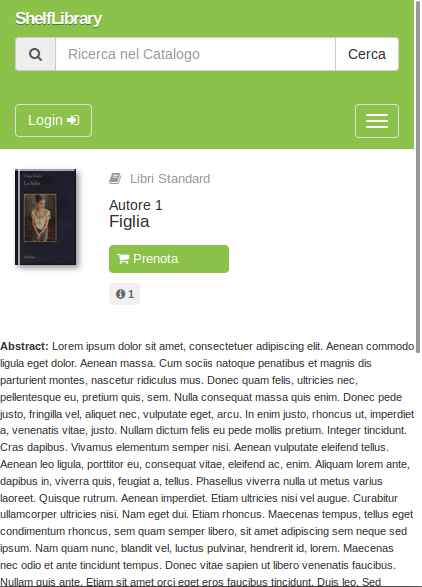 ShelfLibrary
Ricerca nel Catalogo
Cerca
Login
Libri Standard
Autore 1
Figlia
Prenota
1
La figlia
Abstract: Lorem ipsum dolor sit amet, consectetuer adipiscing elit. Aenean commodo
ligula eget dolor. Aenean massa. Cum sociis natoque penatibus et magnis dis
parturient montes, nascetur ridiculus mus. Donec quam felis, ultricies nec,
pellentesque eu, pretium quis, sem. Nulla consequat massa quis enim. Donec pede
justo, fringilla vel, aliquet nec, vulputate eget, arcu. In enim justo, rhoncus ut, imperdiet
a, venenatis vitae, justo. Nullam dictum felis eu pede mollis pretium. Integer tincidunt.
Cras dapibus. Vivamus elementum semper nisi. Aenean vulputate eleifend tellus.
Aenean leo ligula, porttitor eu, consequat vitae, eleifend ac, enim. Aliquam lorem ante,
dapibus in, viverra quis, feugiat a, tellus. Phasellus viverra nulla ut metus varius
laoreet. Quisque rutrum. Aenean imperdiet. Etiam ultricies nisi vel augue. Curabitur
ullamcorper ultricies nisi. Nam eget dui. Etiam rhoncus. Maecenas tempus, tellus eget
condimentum rhoncus, sem quam semper libero, sit amet adipiscing sem neque sed
ipsum. Nam quam nunc, blandit vel, luctus pulvinar, hendrerit id, lorem. Maecenas
nec odio et ante tincidunt tempus. Donec vitae sapien ut libero venenatis faucibus.
Nullam quis ante. Etiam sit amet orci eget eros faucibus tincidunt. Duis leo. Sed